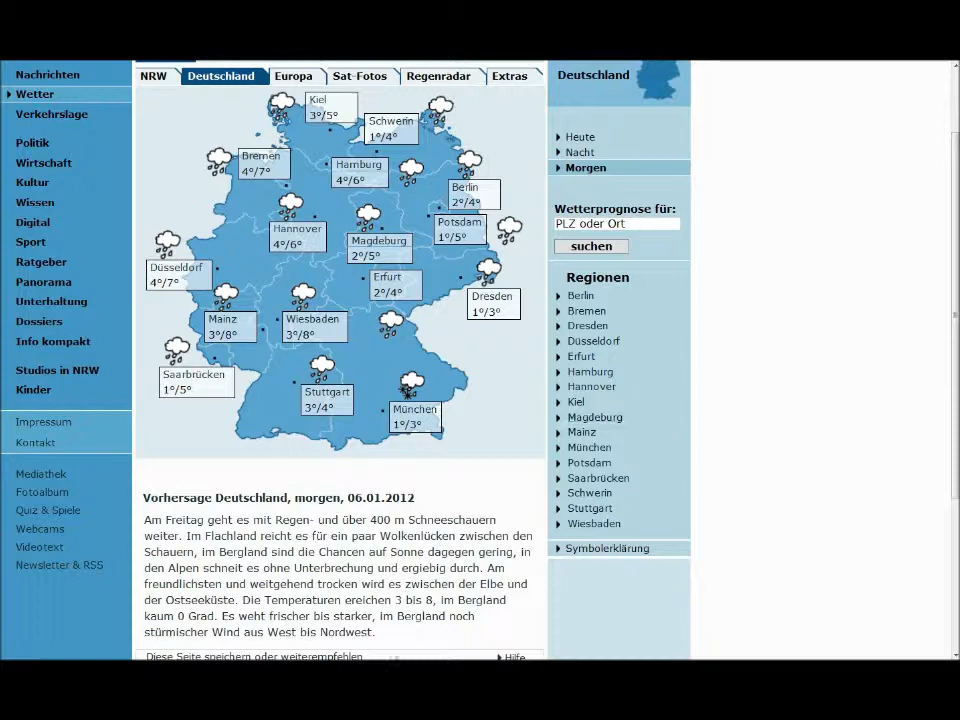 Nachrichten
Wetter
Verkehrslage
Politik
Wirtschaft
Kultur
Wissen
Digital
Sport
Ratgeber
Panorama
Unterhaltung
Dossiers
Info kompakt
Studios in NRW
Kinder
Impressum
Kontakt
Mediathek
Fotoalbum
Quiz & Spiele
Webcams
Videotext
Newsletter & RSS
NRW Deutschland Europa Sat-Fotos Regenradar Extras
Kiel
3°/5°
Schwerin
1°/4°
Bremen
4°/7°
Hamburg
4°/6°
Berlin
2°/4°
Hannover
4°/6°
Potsdam
1°/5°
Magdeburg
2°/5°
Düsseldorf
4°/7°
Erfurt
2°/4°
Dresden
1°/3°
Mainz
3°/8°
Wiesbaden
3°/8°
Saarbrücken
1°/5°
Stuttgart
3°/4°
München
1°/3°
Vorhersage Deutschland, morgen, 06.01.2012
Am Freitag geht es mit Regen- und über 400 m Schneeschauern
weiter. Im Flachland reicht es für ein paar Wolkenlücken zwischen den
Schauern, im Bergland sind die Chancen auf Sonne dagegen gering, in
den Alpen schneit es ohne Unterbrechung und ergiebig durch. Am
freundlichsten und weitgehend trocken wird es zwischen der Elbe und
der Ostseeküste. Die Temperaturen ereichen 3 bis 8, im Bergland
kaum 0 Grad. Es weht frischer bis starker, im Bergland noch
stürmischer Wind aus West bis Nordwest.
Diese Seite speichern oder weiterempfehlen Hilfe
Deutschland
Heute
Nacht
Morgen
Wetterprognose für:
PLZ oder Ort
suchen
Regionen
Berlin
Bremen
Dresden
Düsseldorf
Erfurt
Hamburg
Hannover
Kiel
Magdeburg
Mainz
München
Potsdam
Saarbrücken
Schwerin
Stuttgart
Wiesbaden
Symbolerklärung